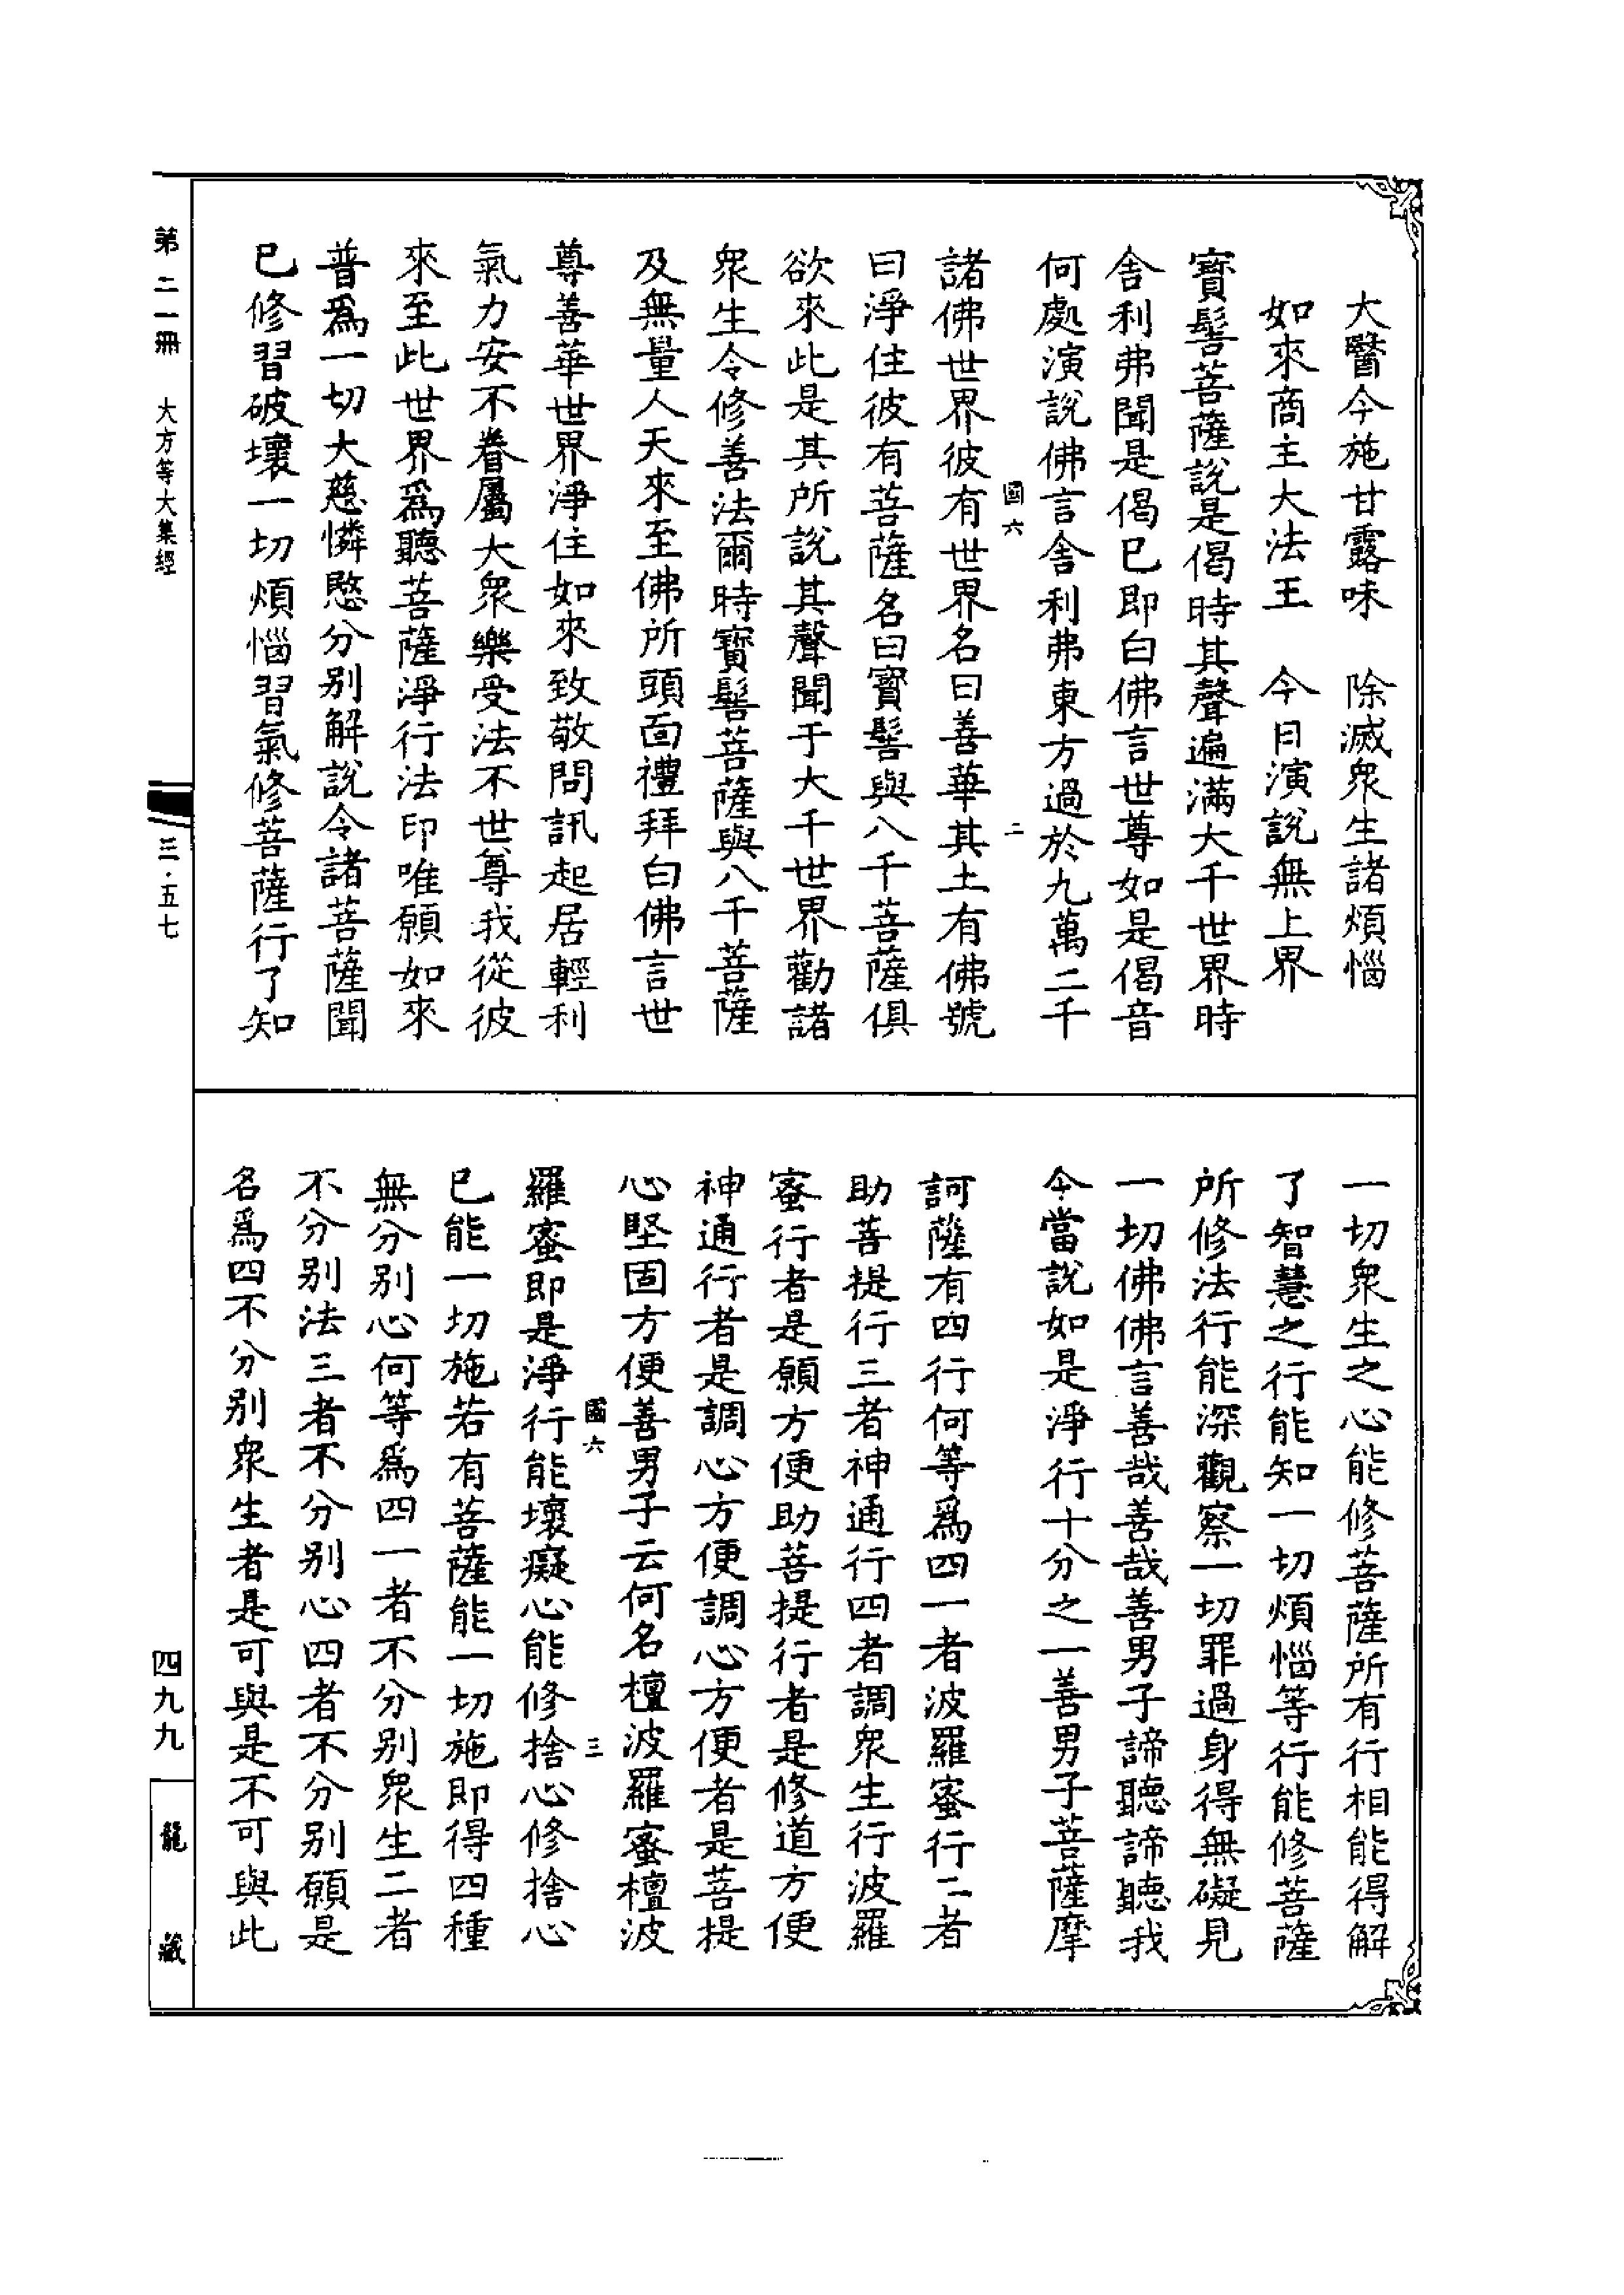 大醫今施甘露味　除滅衆生諸煩惱
如來商主大法王　今日演說無上界
寶髻菩薩說是偈時其聲遍滿大千世界時
舍利弗聞是偈已即白佛言世尊如是偈音
何處演說佛言舍利弗東方過於九萬二千
國六　二
諸佛世界彼有世界名曰善華其土有佛號
曰淨住彼有菩薩名曰寶髻與八千菩薩俱
欲來此是其所說其聲聞于大千世界勸諸
衆生令修善法爾時寶髻菩薩與八千菩薩
及無量人天來至佛所頭面禮拜白佛言世
尊善華世界淨住如來致敬問訊起居輕利
氣力安不眷屬大衆樂受法不世尊我從彼
來至此世界爲聽菩薩淨行法印唯願如來
普爲一切大慈憐愍分別解說令諸菩薩聞
已修習破壞一切煩惱習氣修菩薩行了知
一切衆生之心能修菩薩所有行相能得解
了智慧之行能知一切煩惱等行能修菩薩
所修法行能深觀察一切罪過身得無礙見
一切佛佛言善哉善哉善男子諦聽諦聽我
今當說如是淨行十分之一善男子菩薩摩
訶薩有四行何等爲四一者波羅蜜行二者
助菩提行三者神通行四者調衆生行波羅
蜜行者是願方便助菩提行者是修道方便
神通行者是調心方便調心方便者是菩提
心堅固方便善男子云何名檀波羅蜜檀波
國六　三
羅蜜即是淨行能壞癡心能修捨心修捨心
已能一切施若有菩薩能一切施即得四種
無分別心何等爲四一者不分別衆生二者
不分別法三者不分別心四者不分別願是
名爲四不分別衆生者是可與是不可與此
第二一冊　大方等大集經　三·五七　四九九　龍藏